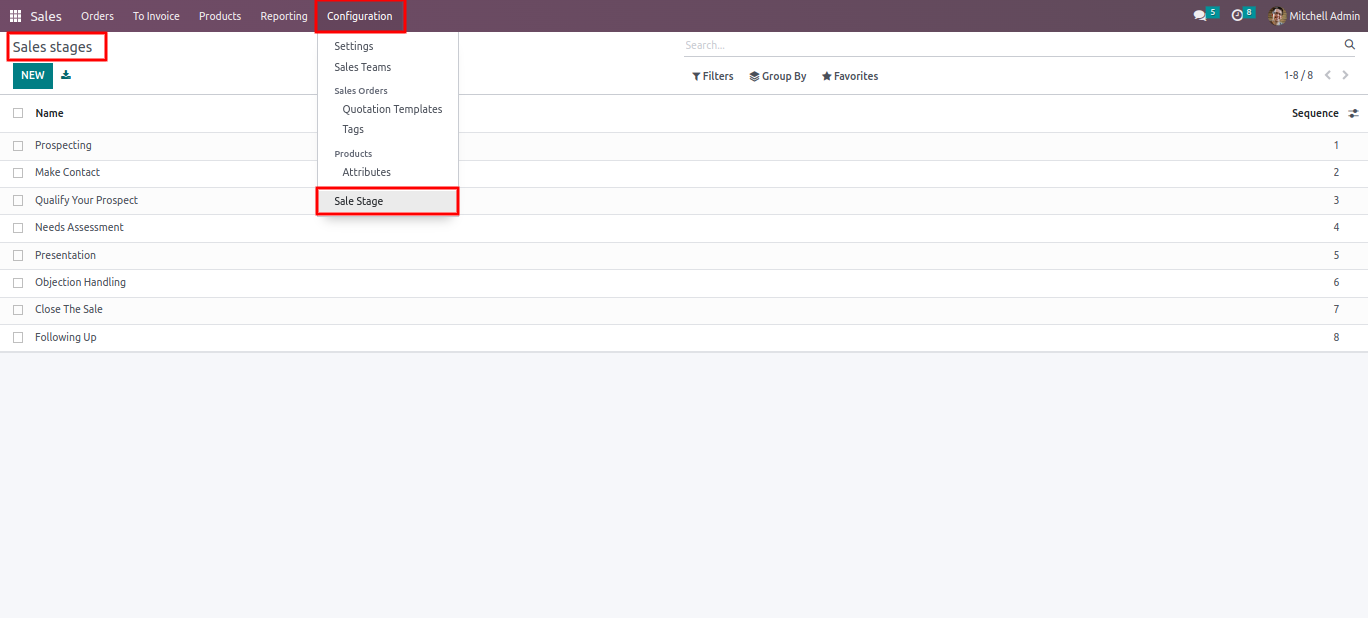 Sales Orders To Invoice Products Reporting Configuration 5 8 Mitchell Admin
Sales stages
Search...
NEW
Filters Group By Favorites 1-8 / 8
Settings
Sales Teams
Sales Orders
Quotation Templates
Tags
Products
Attributes
Sale Stage
Name Sequence
Prospecting 1
Make Contact 2
Qualify Your Prospect 3
Needs Assessment 4
Presentation 5
Objection Handling 6
Close The Sale 7
Following Up 8